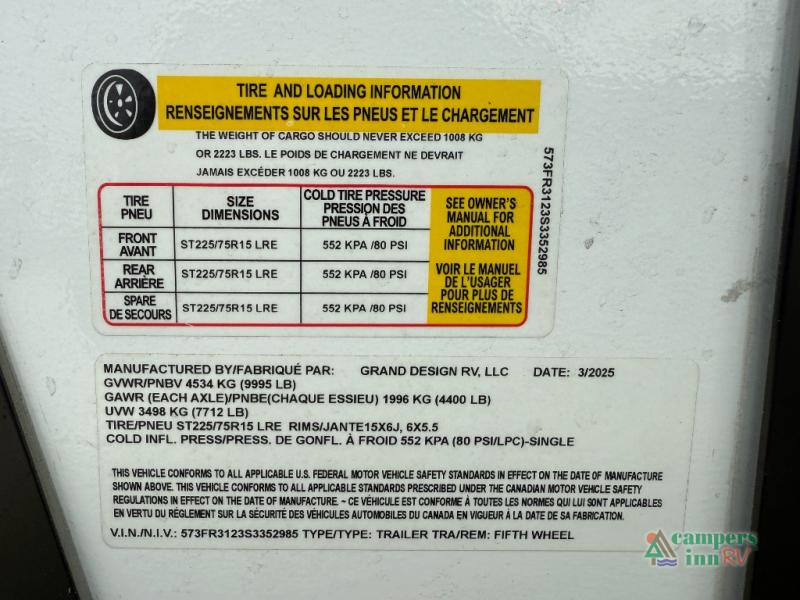 TIRE AND LOADING INFORMATION
RENSEIGNEMENTS SUR LES PNEUS ET LE CHARGEMENT
THE WEIGHT OF CARGO SHOULD NEVER EXCEED 1008 KG
OR 2223 LBS. LE POIDS DE CHARGEMENT NE DEVRAIT
JAMAIS EXCÉDER 1008 KG OU 2223 LBS.
TIRE
PNEU
SIZE
DIMENSIONS
COLD TIRE PRESSURE
PRESSION DES
PNEUS À FROID
FRONT
AVANT
ST225/75R15 LRE
552 KPA /80 PSI
REAR
ARRIÈRE
ST225/75R15 LRE
552 KPA /80 PSI
SPARE
DE SECOURS
ST225/75R15 LRE
552 KPA /80 PSI
SEE OWNER'S
MANUAL FOR
ADDITIONAL
INFORMATION
VOIR LE MANUEL
DE L'USAGER
POUR PLUS DE
RENSEIGNEMENTS
573FR3123S3352985
MANUFACTURED BY/FABRIQUÉ PAR: GRAND DESIGN RV, LLC DATE: 3/2025
GVWR/PNBV 4534 KG (9995 LB)
GAWR (EACH AXLE)/PNBE(CHAQUE ESSIEU) 1996 KG (4400 LB)
UVW 3498 KG (7712 LB)
TIRE/PNEU ST225/75R15 LRE RIMS/JANTE15X6J, 6X5.5
COLD INFL. PRESS/PRESS. DE GONFL. À FROID 552 KPA (80 PSI/LPC)-SINGLE
THIS VEHICLE CONFORMS TO ALL APPLICABLE U.S. FEDERAL MOTOR VEHICLE SAFETY STANDARDS IN EFFECT ON THE DATE OF MANUFACTURE
SHOWN ABOVE. THIS VEHICLE CONFORMS TO ALL APPLICABLE STANDARDS PRESCRIBED UNDER THE CANADIAN MOTOR VEHICLE SAFETY
REGULATIONS IN EFFECT ON THE DATE OF MANUFACTURE. ~ CE VÉHICULE EST CONFORME À TOUTES LES NORMES QUI LUI SONT APPLICABLES
EN VERTU DU RÉGLEMENT SUR LA SÉCURITÉ DES VÉHICULES AUTOMOBILES DU CANADA EN VIGUEUR À LA DATE DE SA FABRICATION.
V.I.N./N.I.V.: 573FR3123S3352985 TYPE/TYPE: TRAILER TRA/REM: FIFTH WHEEL
campers
inn RV